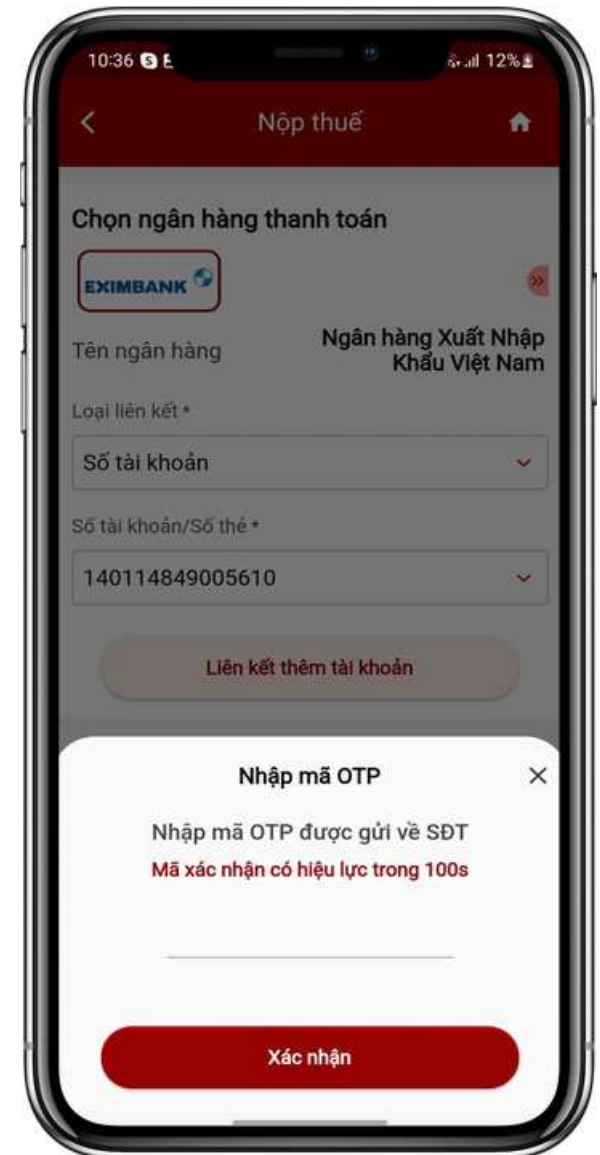 10:36
12%
Nộp thuế
Chọn ngân hàng thanh toán
EXIMBANK
Tên ngân hàng
Ngân hàng Xuất Nhập
Khẩu Việt Nam
Loại liên kết *
Số tài khoản
Số tài khoản/Số thẻ *
140114849005610
Liên kết thêm tài khoản
Nhập mã OTP
Nhập mã OTP được gửi về SĐT
Mã xác nhận có hiệu lực trong 100s
Xác nhận